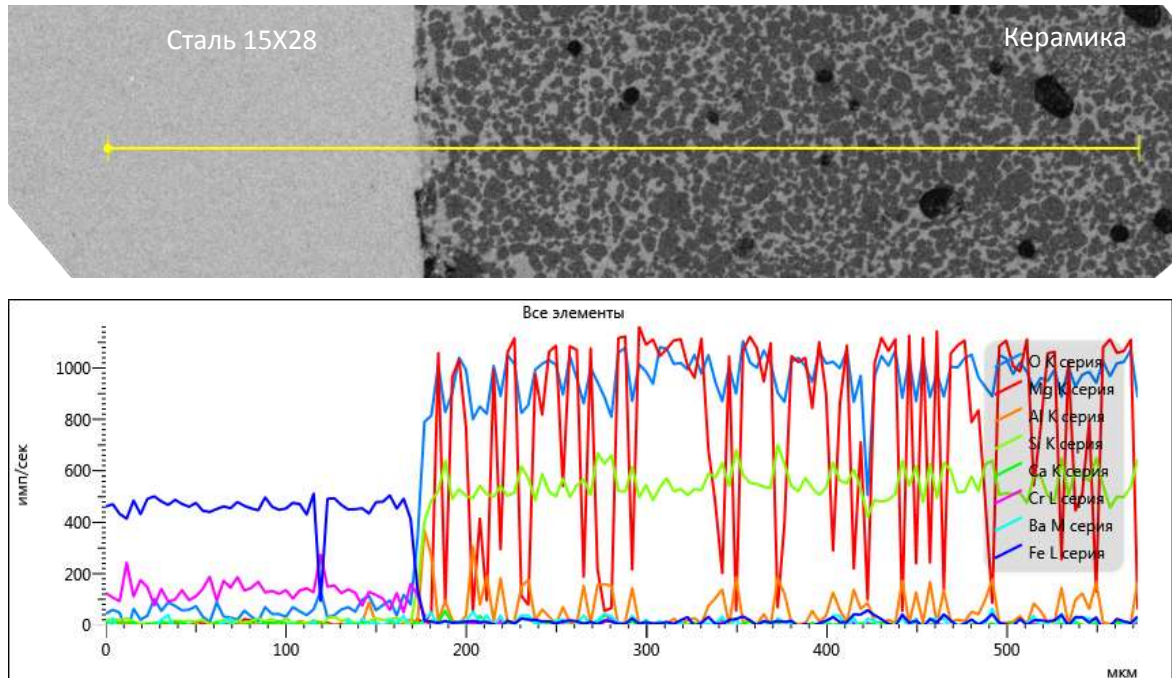 Сталь 15Х28
Керамика
Все элементы
имп/сек
1000
800
600
400
200
0
O K серия
Mg K серия
Al K серия
Si K серия
Ca K серия
Cr L серия
Ba M серия
Fe L серия
0 100 200 300 400 500
мкм